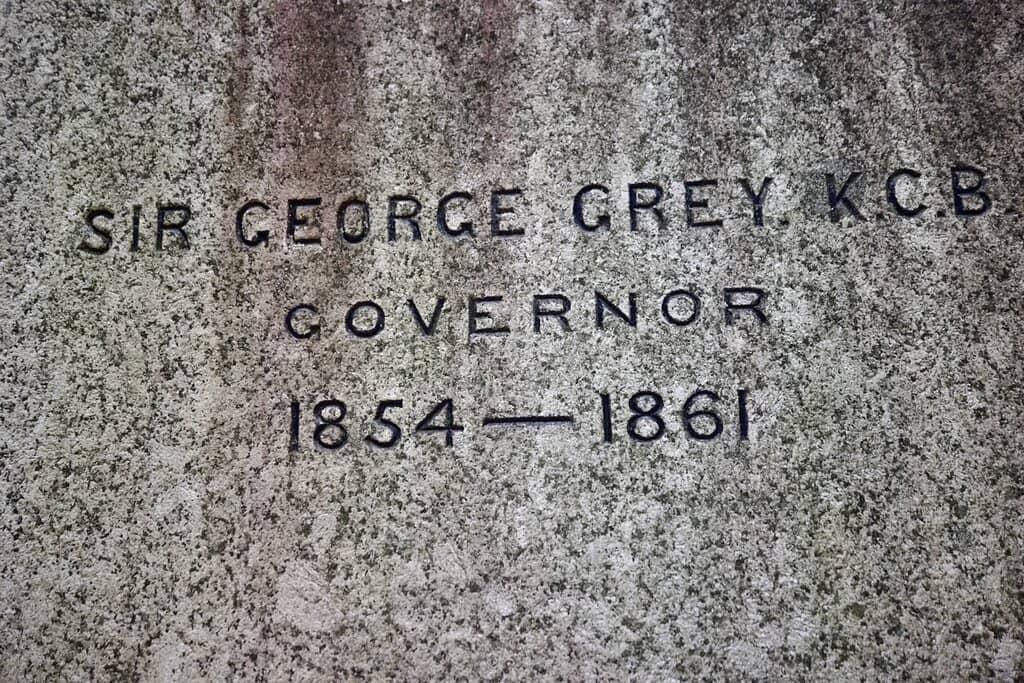 SIR GEORGE GREY. K.C.B.
GOVERNOR
1854—1861